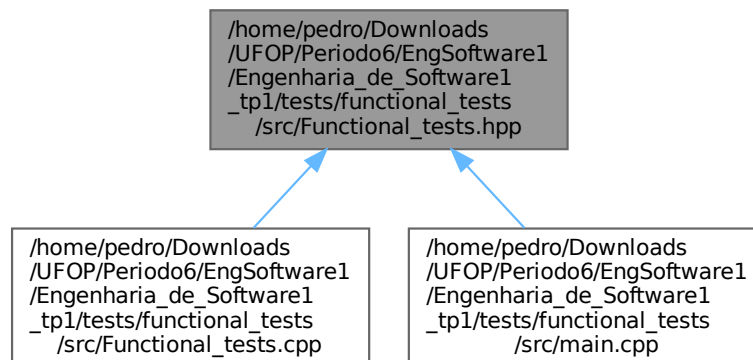 /home/pedro/Downloads
/UFOP/Periodo6/EngSoftware1
/Engenharia_de_Software1
_tp1/tests/functional_tests
/src/Functional_tests.hpp
/home/pedro/Downloads
/UFOP/Periodo6/EngSoftware1
/Engenharia_de_Software1
_tp1/tests/functional_tests
/src/Functional_tests.cpp
/home/pedro/Downloads
/UFOP/Periodo6/EngSoftware1
/Engenharia_de_Software1
_tp1/tests/functional_tests
/src/main.cpp